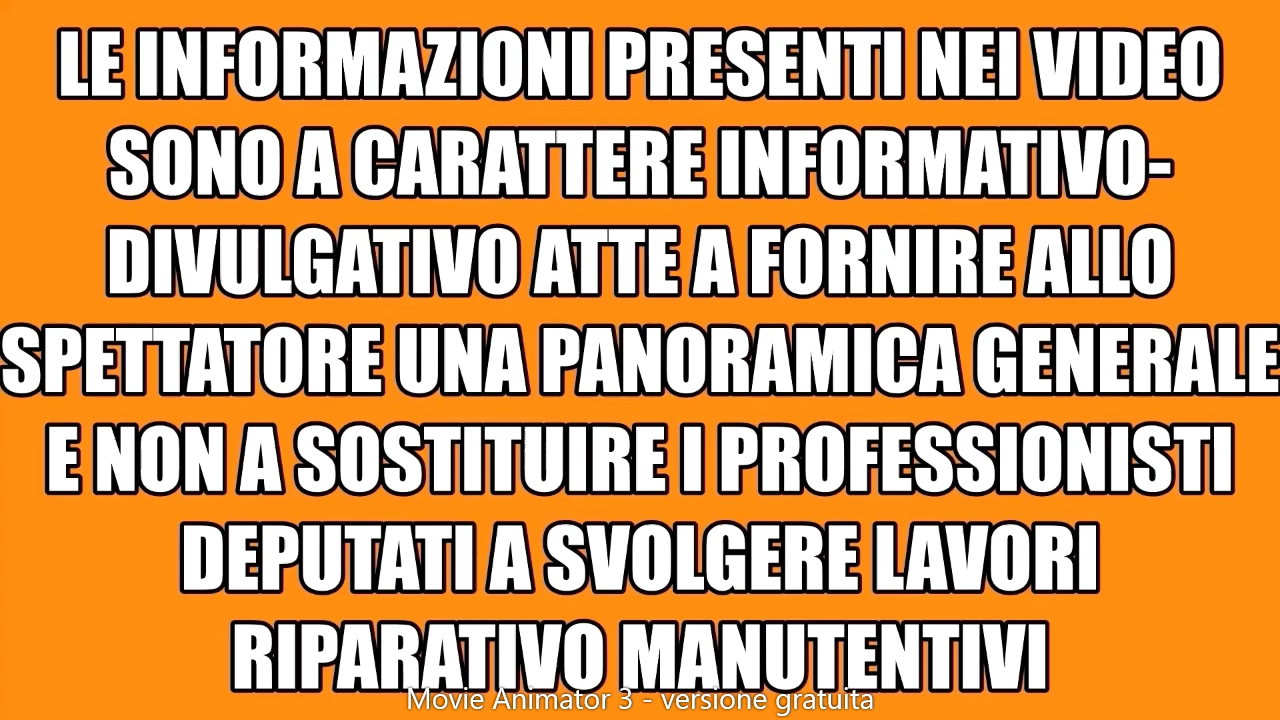 LE INFORMAZIONI PRESENTI NEI VIDEO
SONO A CARATTERE INFORMATIVO-
DIVULGATIVO ATTE A FORNIRE ALLO
SPETTATORE UNA PANORAMICA GENERALE
E NON A SOSTITUIRE I PROFESSIONISTI
DEPUTATI A SVOLGERE LAVORI
RIPARATIVO MANUTENTIVI
Movie Animator 3 - versione gratuita